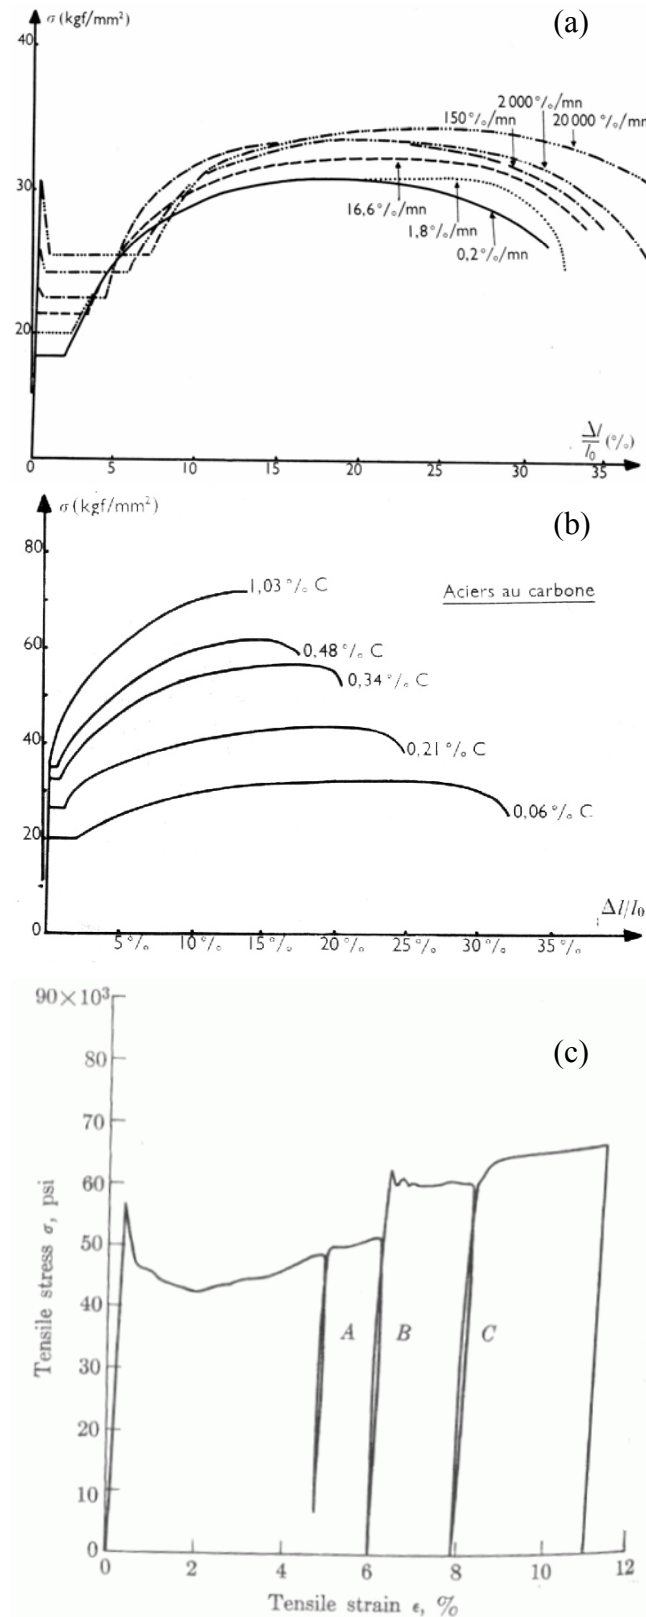 (a)
σ (kgf/mm²)
40
30
20
2 000 °/₀/mn
150 °/₀/mn
20 000 °/₀/mn
16,6 °/₀/mn
1,8 °/₀/mn
0,2 °/₀/mn
Δl/l₀ (°/₀)
0 5 10 15 20 25 30 35
(b)
σ (kgf/mm²)
80
60
40
20
0
1,03 °/₀ C
Aciers au carbone
0,48 °/₀ C
0,34 °/₀ C
0,21 °/₀ C
0,06 °/₀ C
Δl/l₀
5 °/₀ 10 °/₀ 15 °/₀ 20 °/₀ 25 °/₀ 30 °/₀ 35 °/₀
(c)
90×10³
80
70
60
50
40
30
20
10
0
Tensile stress σ, psi
A B C
0 2 4 6 8 10 12
Tensile strain ϵ, %